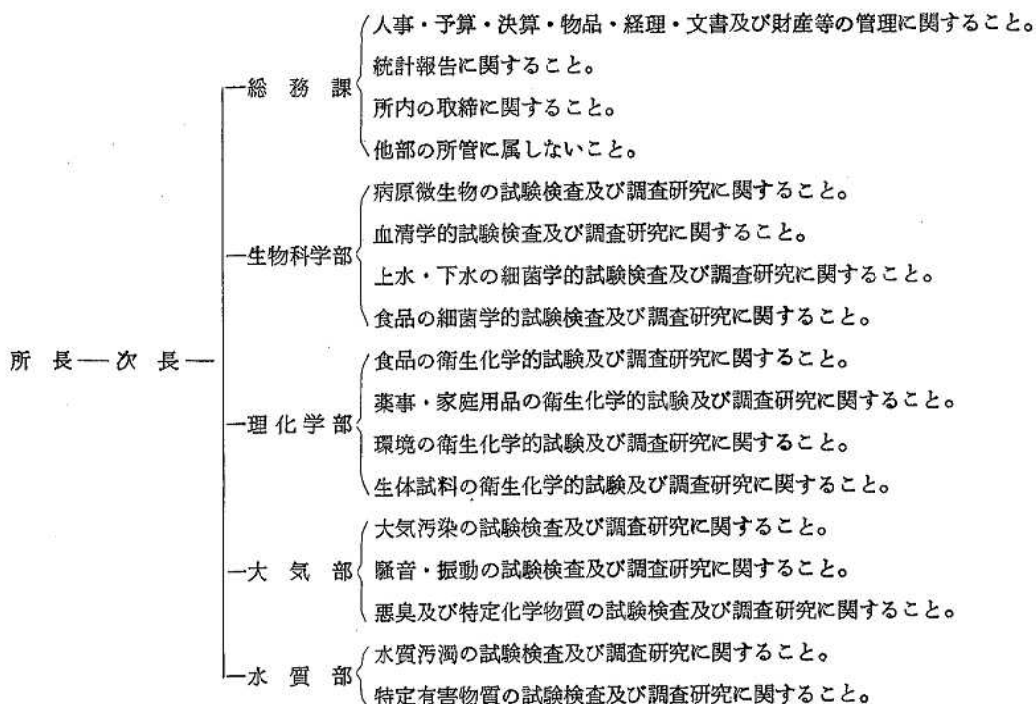 人事・予算・決算・物品・経理・文書及び財産等の管理に関すること。
統計報告に関すること。
総務課
所内の取締に関すること。
他部の所管に属しないこと。
病原微生物の試験検査及び調査研究に関すること。
血清学的試験検査及び調査研究に関すること。
生物科学部
上水・下水の細菌学的試験検査及び調査研究に関すること。
食品の細菌学的試験検査及び調査研究に関すること。
所長―次長
食品の衛生化学的試験及び調査研究に関すること。
薬事・家庭用品の衛生化学的試験及び調査研究に関すること。
理化学部
環境の衛生化学的試験及び調査研究に関すること。
生体試料の衛生化学的試験及び調査研究に関すること。
大気汚染の試験検査及び調査研究に関すること。
大気部
騒音・振動の試験検査及び調査研究に関すること。
悪臭及び特定化学物質の試験検査及び調査研究に関すること。
水質汚濁の試験検査及び調査研究に関すること。
水質部
特定有害物質の試験検査及び調査研究に関すること。